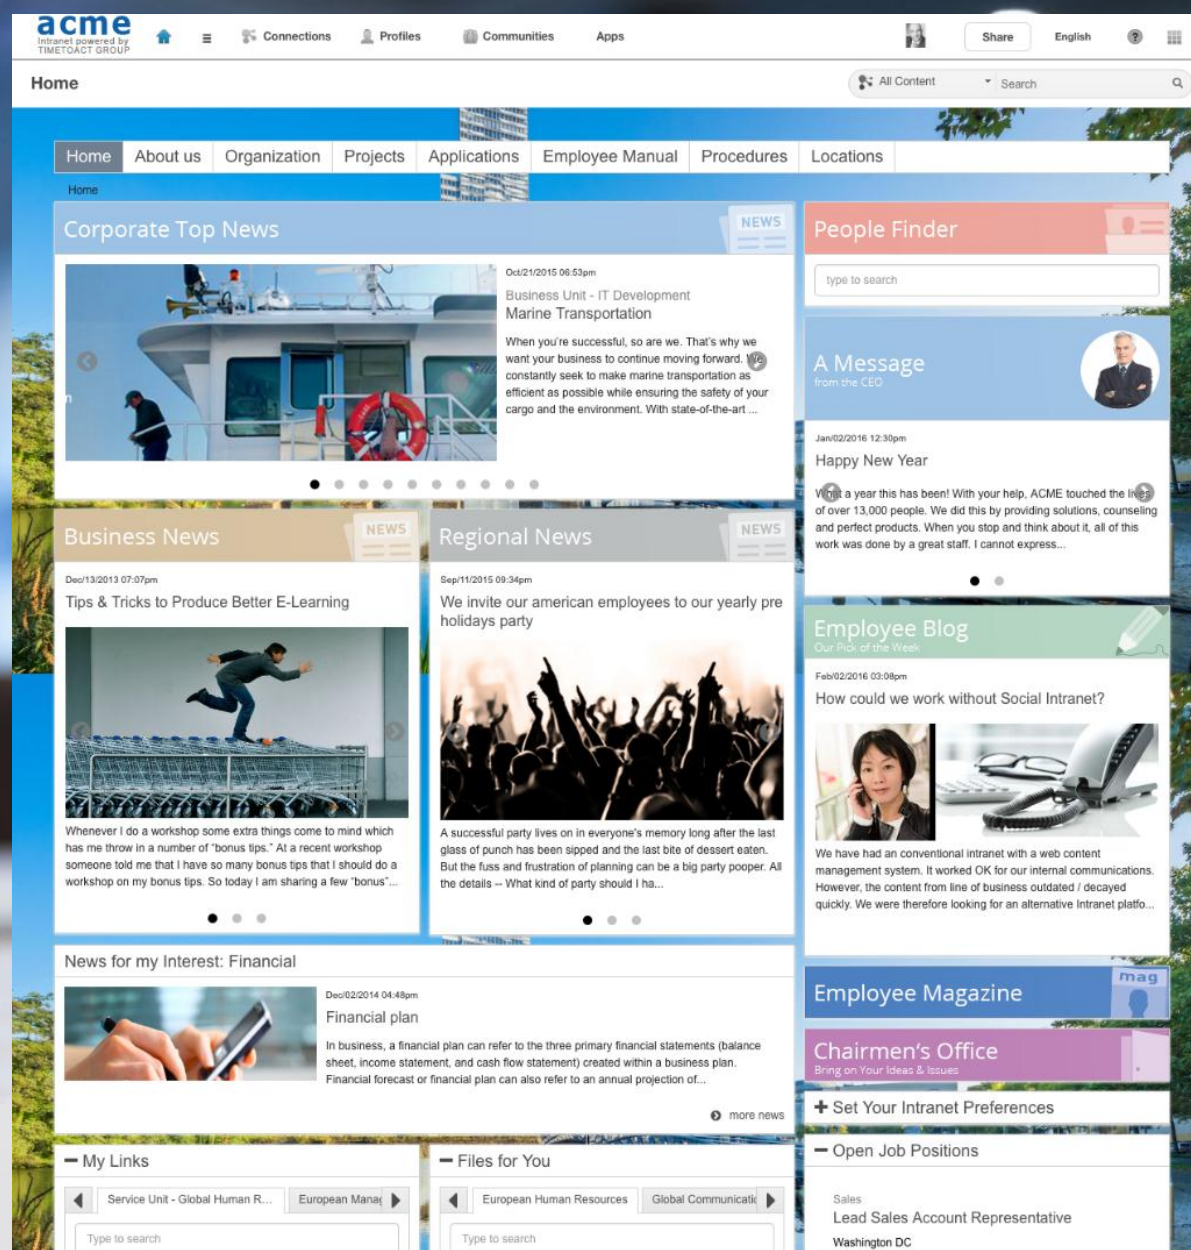 acme
Intranet powered by
TIMETOACT GROUP
Connections
Profiles
Communities
Apps
Share
English
?
Home
All Content
Search
Home
About us
Organization
Projects
Applications
Employee Manual
Procedures
Locations
Home
Corporate Top News
NEWS
Oct/21/2015 06:53pm
Business Unit - IT Development
Marine Transportation
When you're successful, so are we. That's why we
want your business to continue moving forward. We
constantly seek to make marine transportation as
efficient as possible while ensuring the safety of your
cargo and the environment. With state-of-the-art ...
n
People Finder
type to search
A Message
from the CEO
Jan/02/2016 12:30pm
Happy New Year
What a year this has been! With your help, ACME touched the lives
of over 13,000 people. We did this by providing solutions, counseling
and perfect products. When you stop and think about it, all of this
work was done by a great staff. I cannot express...
Business News
NEWS
Dec/13/2013 07:07pm
Tips & Tricks to Produce Better E-Learning
Whenever I do a workshop some extra things come to mind which
has me throw in a number of "bonus tips." At a recent workshop
someone told me that I have so many bonus tips that I should do a
workshop on my bonus tips. So today I am sharing a few "bonus"...
Regional News
NEWS
Sep/11/2015 09:34pm
We invite our american employees to our yearly pre
holidays party
A successful party lives on in everyone's memory long after the last
glass of punch has been sipped and the last bite of dessert eaten.
But the fuss and frustration of planning can be a big party pooper. All
the details -- What kind of party should I ha...
Employee Blog
Our Pick of the Week
Feb/02/2016 03:08pm
How could we work without Social Intranet?
We have had an conventional intranet with a web content
management system. It worked OK for our internal communications.
However, the content from line of business outdated / decayed
quickly. We were therefore looking for an alternative Intranet platfo...
News for my Interest: Financial
Dec/02/2014 04:48pm
Financial plan
In business, a financial plan can refer to the three primary financial statements (balance
sheet, income statement, and cash flow statement) created within a business plan.
Financial forecast or financial plan can also refer to an annual projection of...
more news
Employee Magazine
mag
Chairmen's Office
Bring on Your Ideas & Issues
Set Your Intranet Preferences
Open Job Positions
Sales
Lead Sales Account Representative
Washington DC
My Links
Service Unit - Global Human R...
European Manag
Type to search
Files for You
European Human Resources
Global Communicatio
Type to search